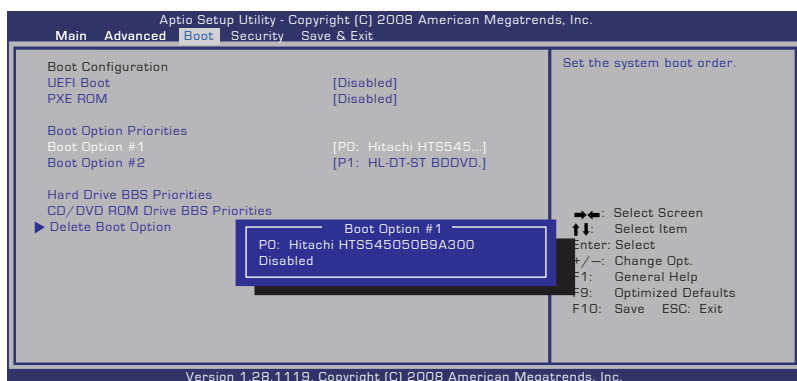 Aptio Setup Utility - Copyright (C) 2008 American Megatrends, Inc.
Main Advanced Boot Security Save & Exit
Boot Configuration
UEFI Boot [Disabled]
PXE ROM [Disabled]
Boot Option Priorities
Boot Option #1 [P0: Hitachi HTS545...]
Boot Option #2 [P1: HL-DT-ST BDDVD.]
Hard Drive BBS Priorities
CD/DVD ROM Drive BBS Priorities
Delete Boot Option
Boot Option #1
P0: Hitachi HTS545050B9A300
Disabled
Set the system boot order.
→←: Select Screen
↑↓: Select Item
Enter: Select
+/—: Change Opt.
F1: General Help
F9: Optimized Defaults
F10: Save ESC: Exit
Version 1.28.1119. Copyright (C) 2008 American Megatrends, Inc.